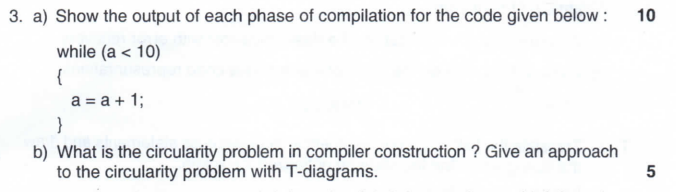 3. a) Show the output of each phase of compilation for the code given below : 10
while (a < 10)
{
a = a + 1;
}
b) What is the circularity problem in compiler construction ? Give an approach
to the circularity problem with T-diagrams. 5